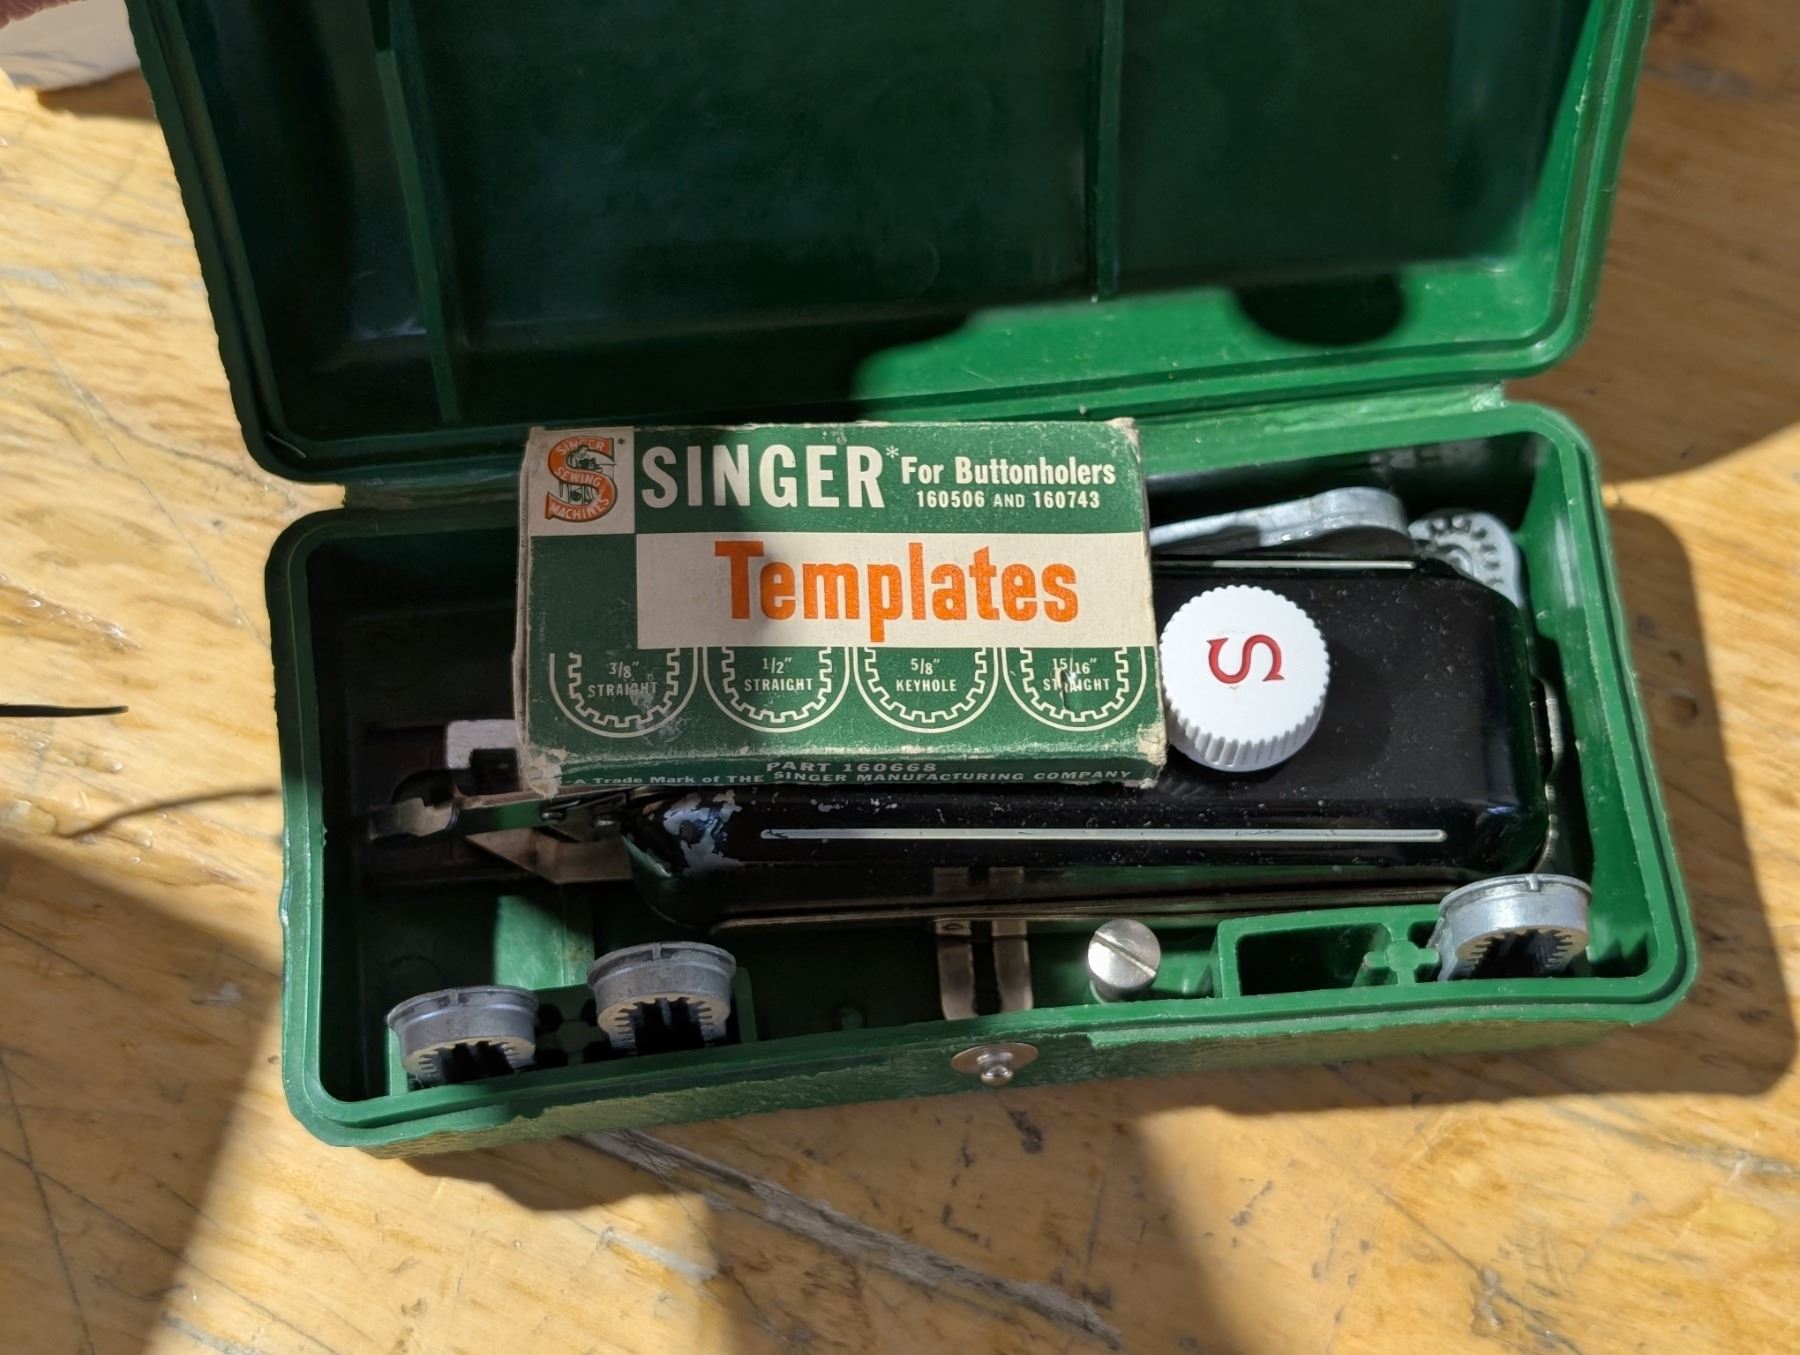 SINGER
SEWING
MACHINES
*
SINGER* For Buttonholers
160506 AND 160743
Templates
3/8" STRAIGHT
1/2" STRAIGHT
5/8" KEYHOLE
15/16" STRAIGHT
PART 160668
-A Trade Mark of THE SINGER MANUFACTURING COMPANY
S